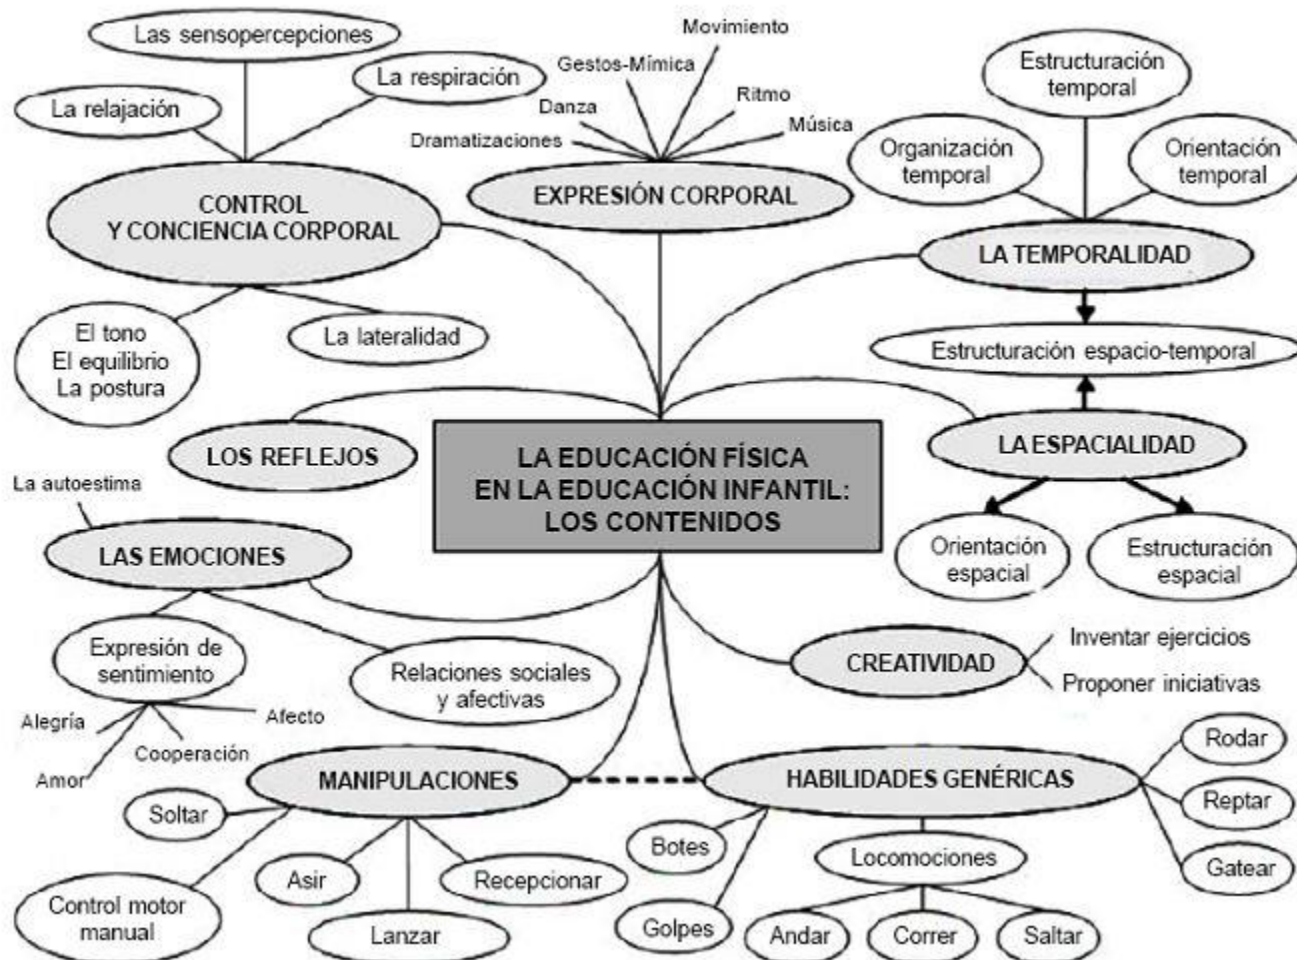 Las sensopercepciones
La respiración
La relajación
CONTROL
Y CONCIENCIA CORPORAL
El tono
El equilibrio
La postura
La lateralidad
Movimiento
Gestos-Mímica
Danza
Ritmo
Dramatizaciones
Música
EXPRESIÓN CORPORAL
Estructuración
temporal
Organización
temporal
Orientación
temporal
LA TEMPORALIDAD
Estructuración espacio-temporal
LA ESPACIALIDAD
Orientación
espacial
Estructuración
espacial
LOS REFLEJOS
LA EDUCACIÓN FÍSICA
EN LA EDUCACIÓN INFANTIL:
LOS CONTENIDOS
La autoestima
LAS EMOCIONES
Expresión de
sentimiento
Relaciones sociales
y afectivas
Alegría
Amor
Cooperación
Afecto
CREATIVIDAD
Inventar ejercicios
Proponer iniciativas
MANIPULACIONES
Soltar
Control motor
manual
Asir
Lanzar
Recepcionar
HABILIDADES GENÉRICAS
Botes
Golpes
Locomociones
Andar
Correr
Saltar
Rodar
Reptar
Gatear